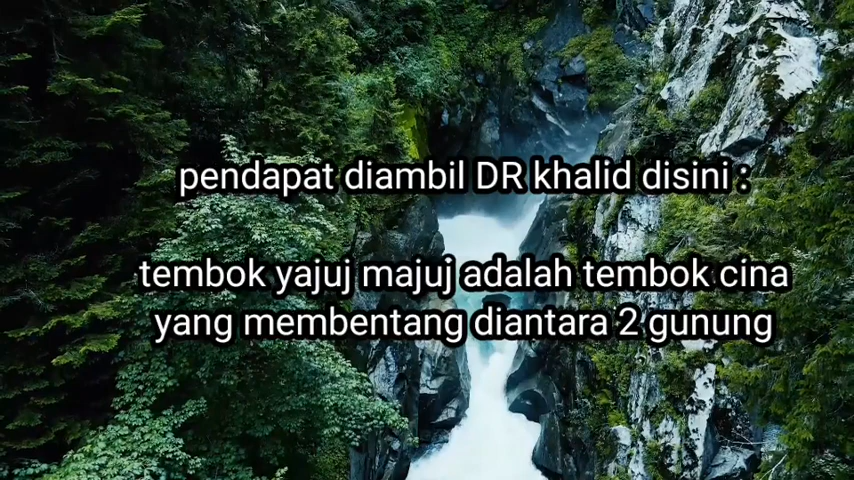 pendapat diambil DR khalid disini :
tembok yajuj majuj adalah tembok cina
yang membentang diantara 2 gunung